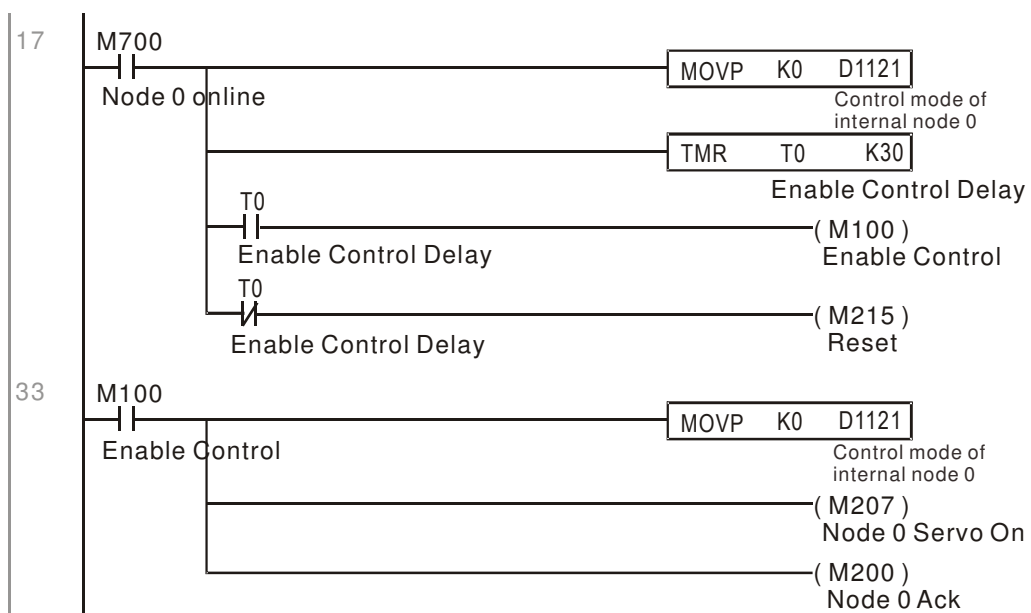 17
M700
Node 0 online
MOVP K0 D1121
Control mode of
internal node 0
TMR T0 K30
Enable Control Delay
T0
Enable Control Delay
( M100 )
Enable Control
T0
Enable Control Delay
( M215 )
Reset
33
M100
Enable Control
MOVP K0 D1121
Control mode of
internal node 0
( M207 )
Node 0 Servo On
( M200 )
Node 0 Ack